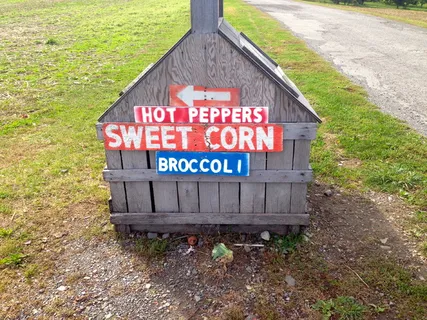 HOT PEPPERS
SWEET CORN
BROCCOLI